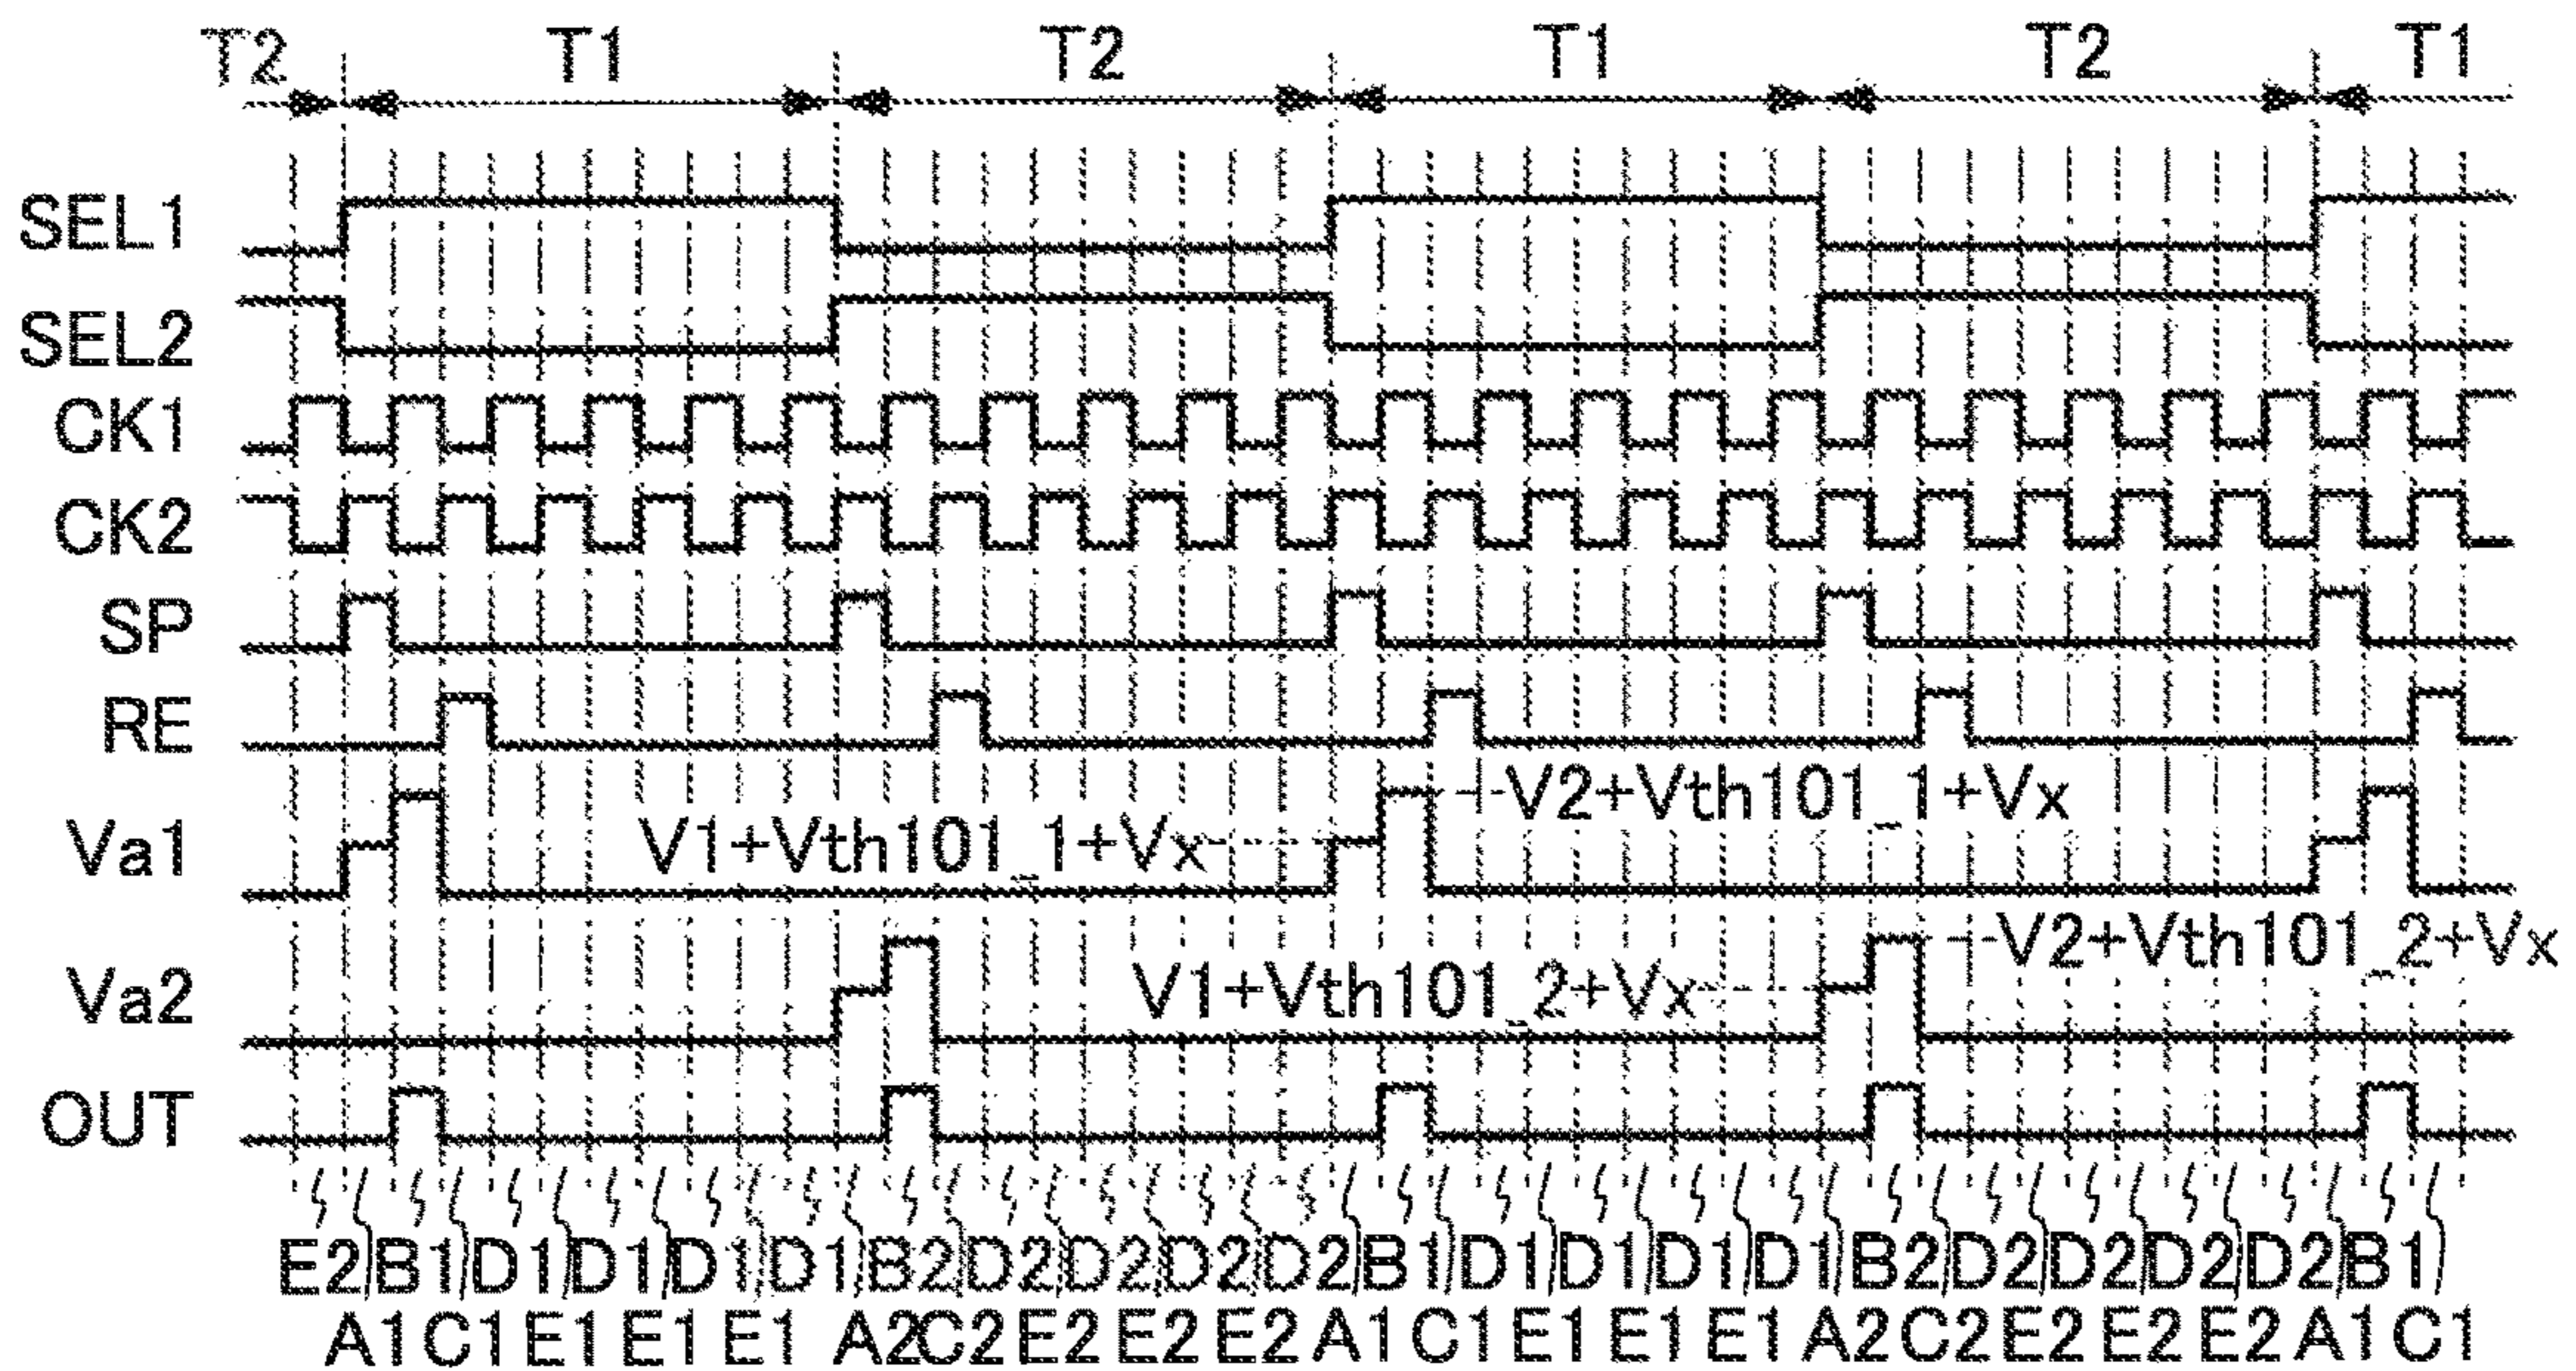 T2 T1 T2 T1 T2 T1
SEL1
SEL2
CK1
CK2
SP
RE
V2+Vth101_1+Vx
Va1 V1+Vth101_1+Vx
V2+Vth101_2+Vx
Va2 V1+Vth101_2+Vx
OUT
E2 B1 D1 D1 D1 D1 B2 D2 D2 D2 D2 B1 D1 D1 D1 D1 B2 D2 D2 D2 D2 B1
A1 C1 E1 E1 E1 A2 C2 E2 E2 E2 A1 C1 E1 E1 E1 A2 C2 E2 E2 E2 A1 C1